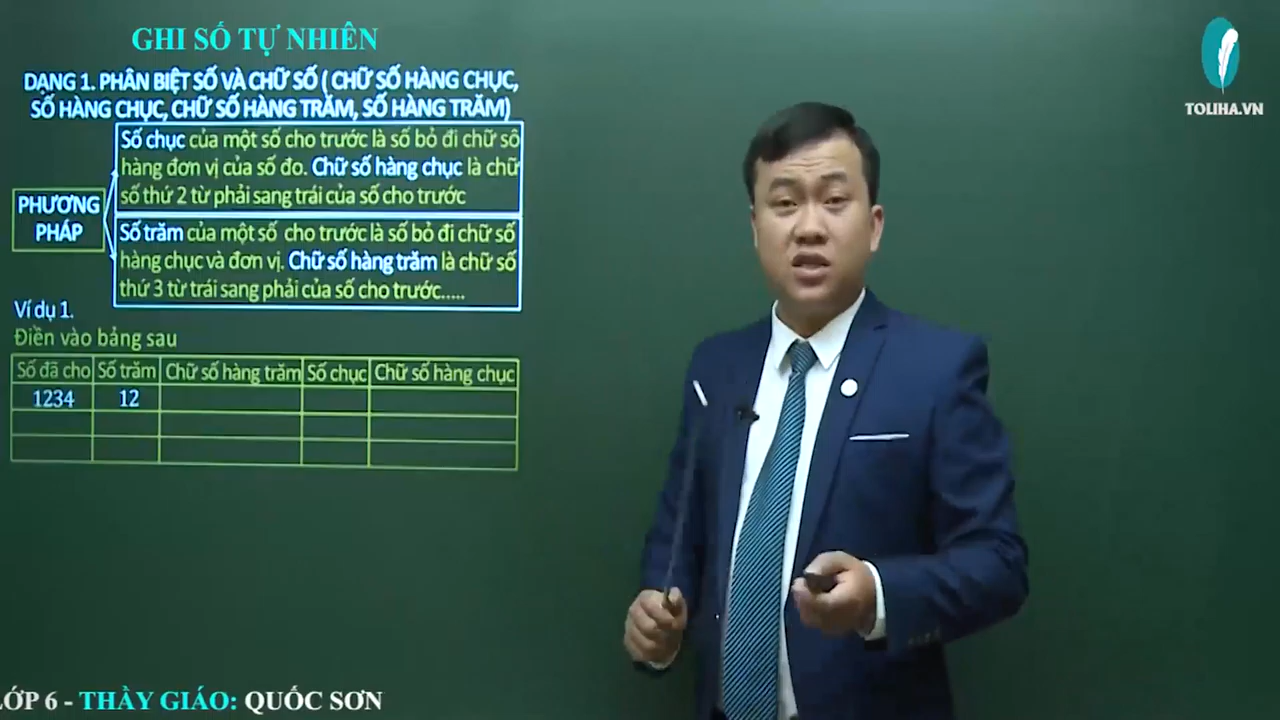 GHI SỐ TỰ NHIÊN
DẠNG 1. PHÂN BIỆT SỐ VÀ CHỮ SỐ ( CHỮ SỐ HÀNG CHỤC,
SỐ HÀNG CHỤC, CHỮ SỐ HÀNG TRĂM, SỐ HÀNG TRĂM)
PHƯƠNG
PHÁP
Số chục của một số cho trước là số bỏ đi chữ số
hàng đơn vị của số đo. Chữ số hàng chục là chữ
số thứ 2 từ phải sang trái của số cho trước
Số trăm của một số cho trước là số bỏ đi chữ số
hàng chục và đơn vị. Chữ số hàng trăm là chữ số
thứ 3 từ trái sang phải của số cho trước.....
Ví dụ 1.
Điền vào bảng sau
Số đã cho Số trăm Chữ số hàng trăm Số chục Chữ số hàng chục
1234 12
TOLIHA.VN
LỚP 6 - THẦY GIÁO: QUỐC SƠN